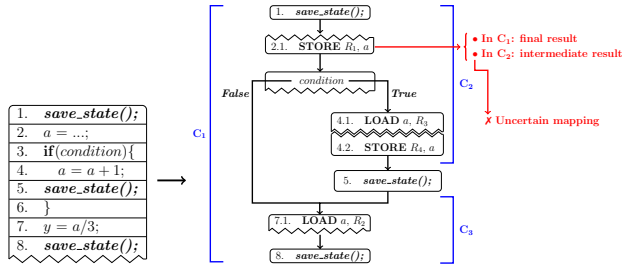 1. save_state();
2. a = ...;
3. if(condition){
4. a = a + 1;
5. save_state();
6. }
7. y = a/3;
8. save_state();
C₁
1. save_state();
2.1. STORE R₁, a
condition
False
True
4.1. LOAD a, R₃
4.2. STORE R₄, a
5. save_state();
7.1. LOAD a, R₂
8. save_state();
C₂
C₃
• In C₁: final result
• In C₂: intermediate result
✗ Uncertain mapping